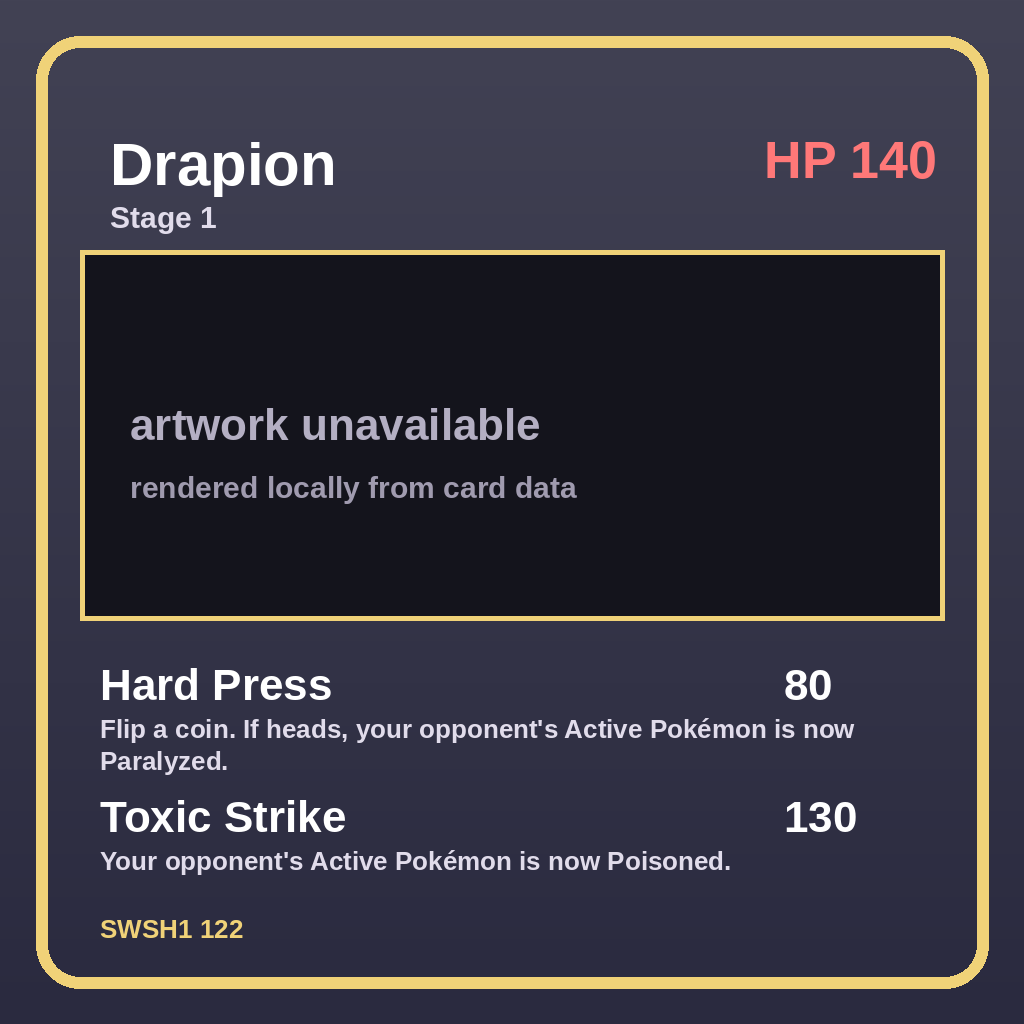 Drapion
HP 140
Stage 1
artwork unavailable
rendered locally from card data
Hard Press 80
Flip a coin. If heads, your opponent's Active Pokémon is now
Paralyzed.
Toxic Strike 130
Your opponent's Active Pokémon is now Poisoned.
SWSH1 122